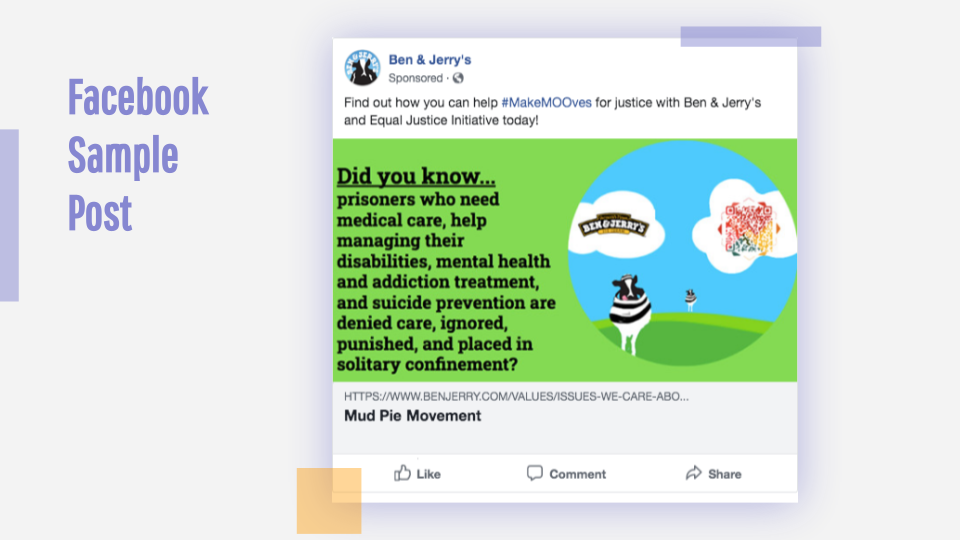 Facebook
Sample
Post
Ben & Jerry's
Sponsored ·
Find out how you can help #MakeMOOves for justice with Ben & Jerry's
and Equal Justice Initiative today!
Did you know...
prisoners who need
medical care, help
managing their
disabilities, mental health
and addiction treatment,
and suicide prevention are
denied care, ignored,
punished, and placed in
solitary confinement?
BEN & JERRY'S
HTTPS://WWW.BENJERRY.COM/VALUES/ISSUES-WE-CARE-ABO...
Mud Pie Movement
Like
Comment
Share